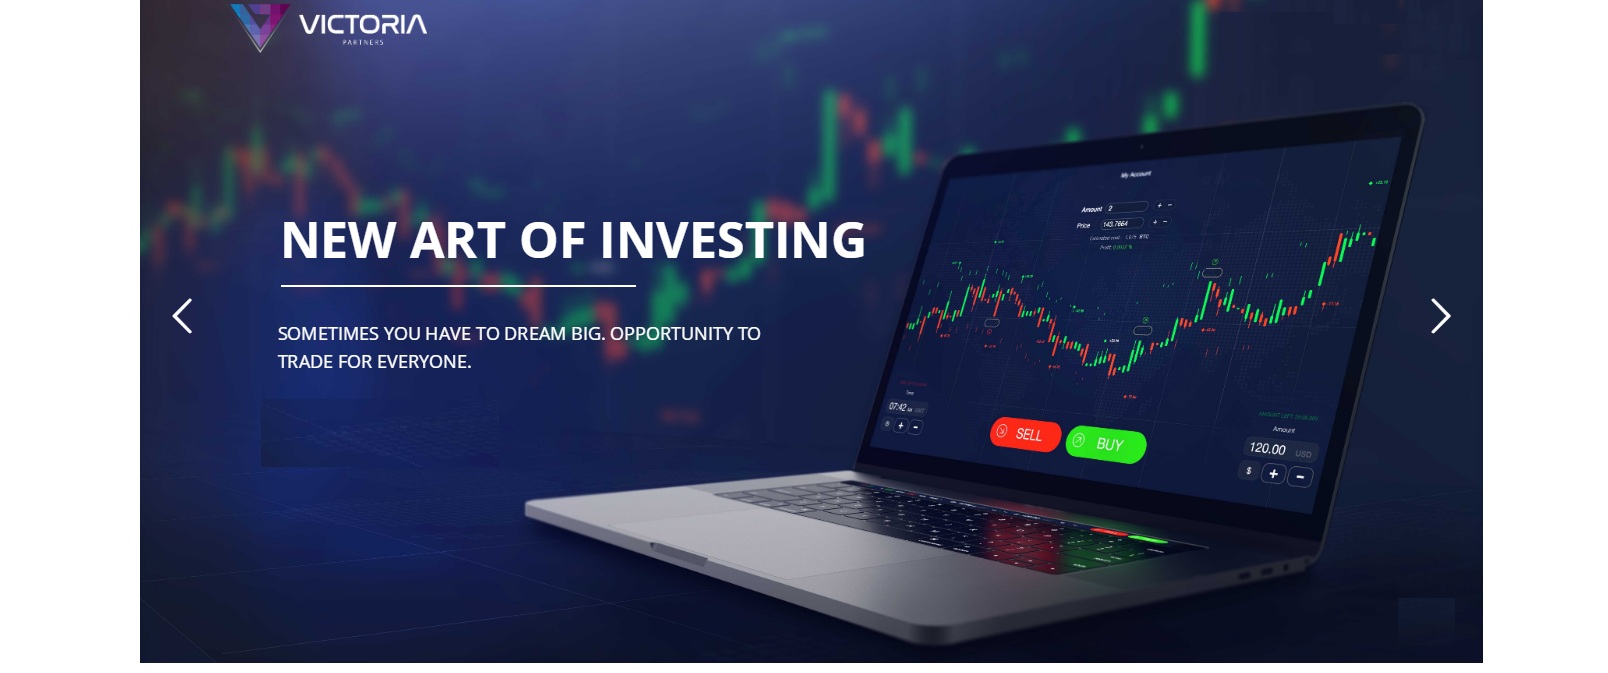 VICTORIA
PARTNERS
NEW ART OF INVESTING
SOMETIMES YOU HAVE TO DREAM BIG. OPPORTUNITY TO
TRADE FOR EVERYONE.
My Account
Amount 2 + -
Price 143.7664 + -
Time
07:42
+ -
SELL
BUY
Amount
120.00 USD
$ + -